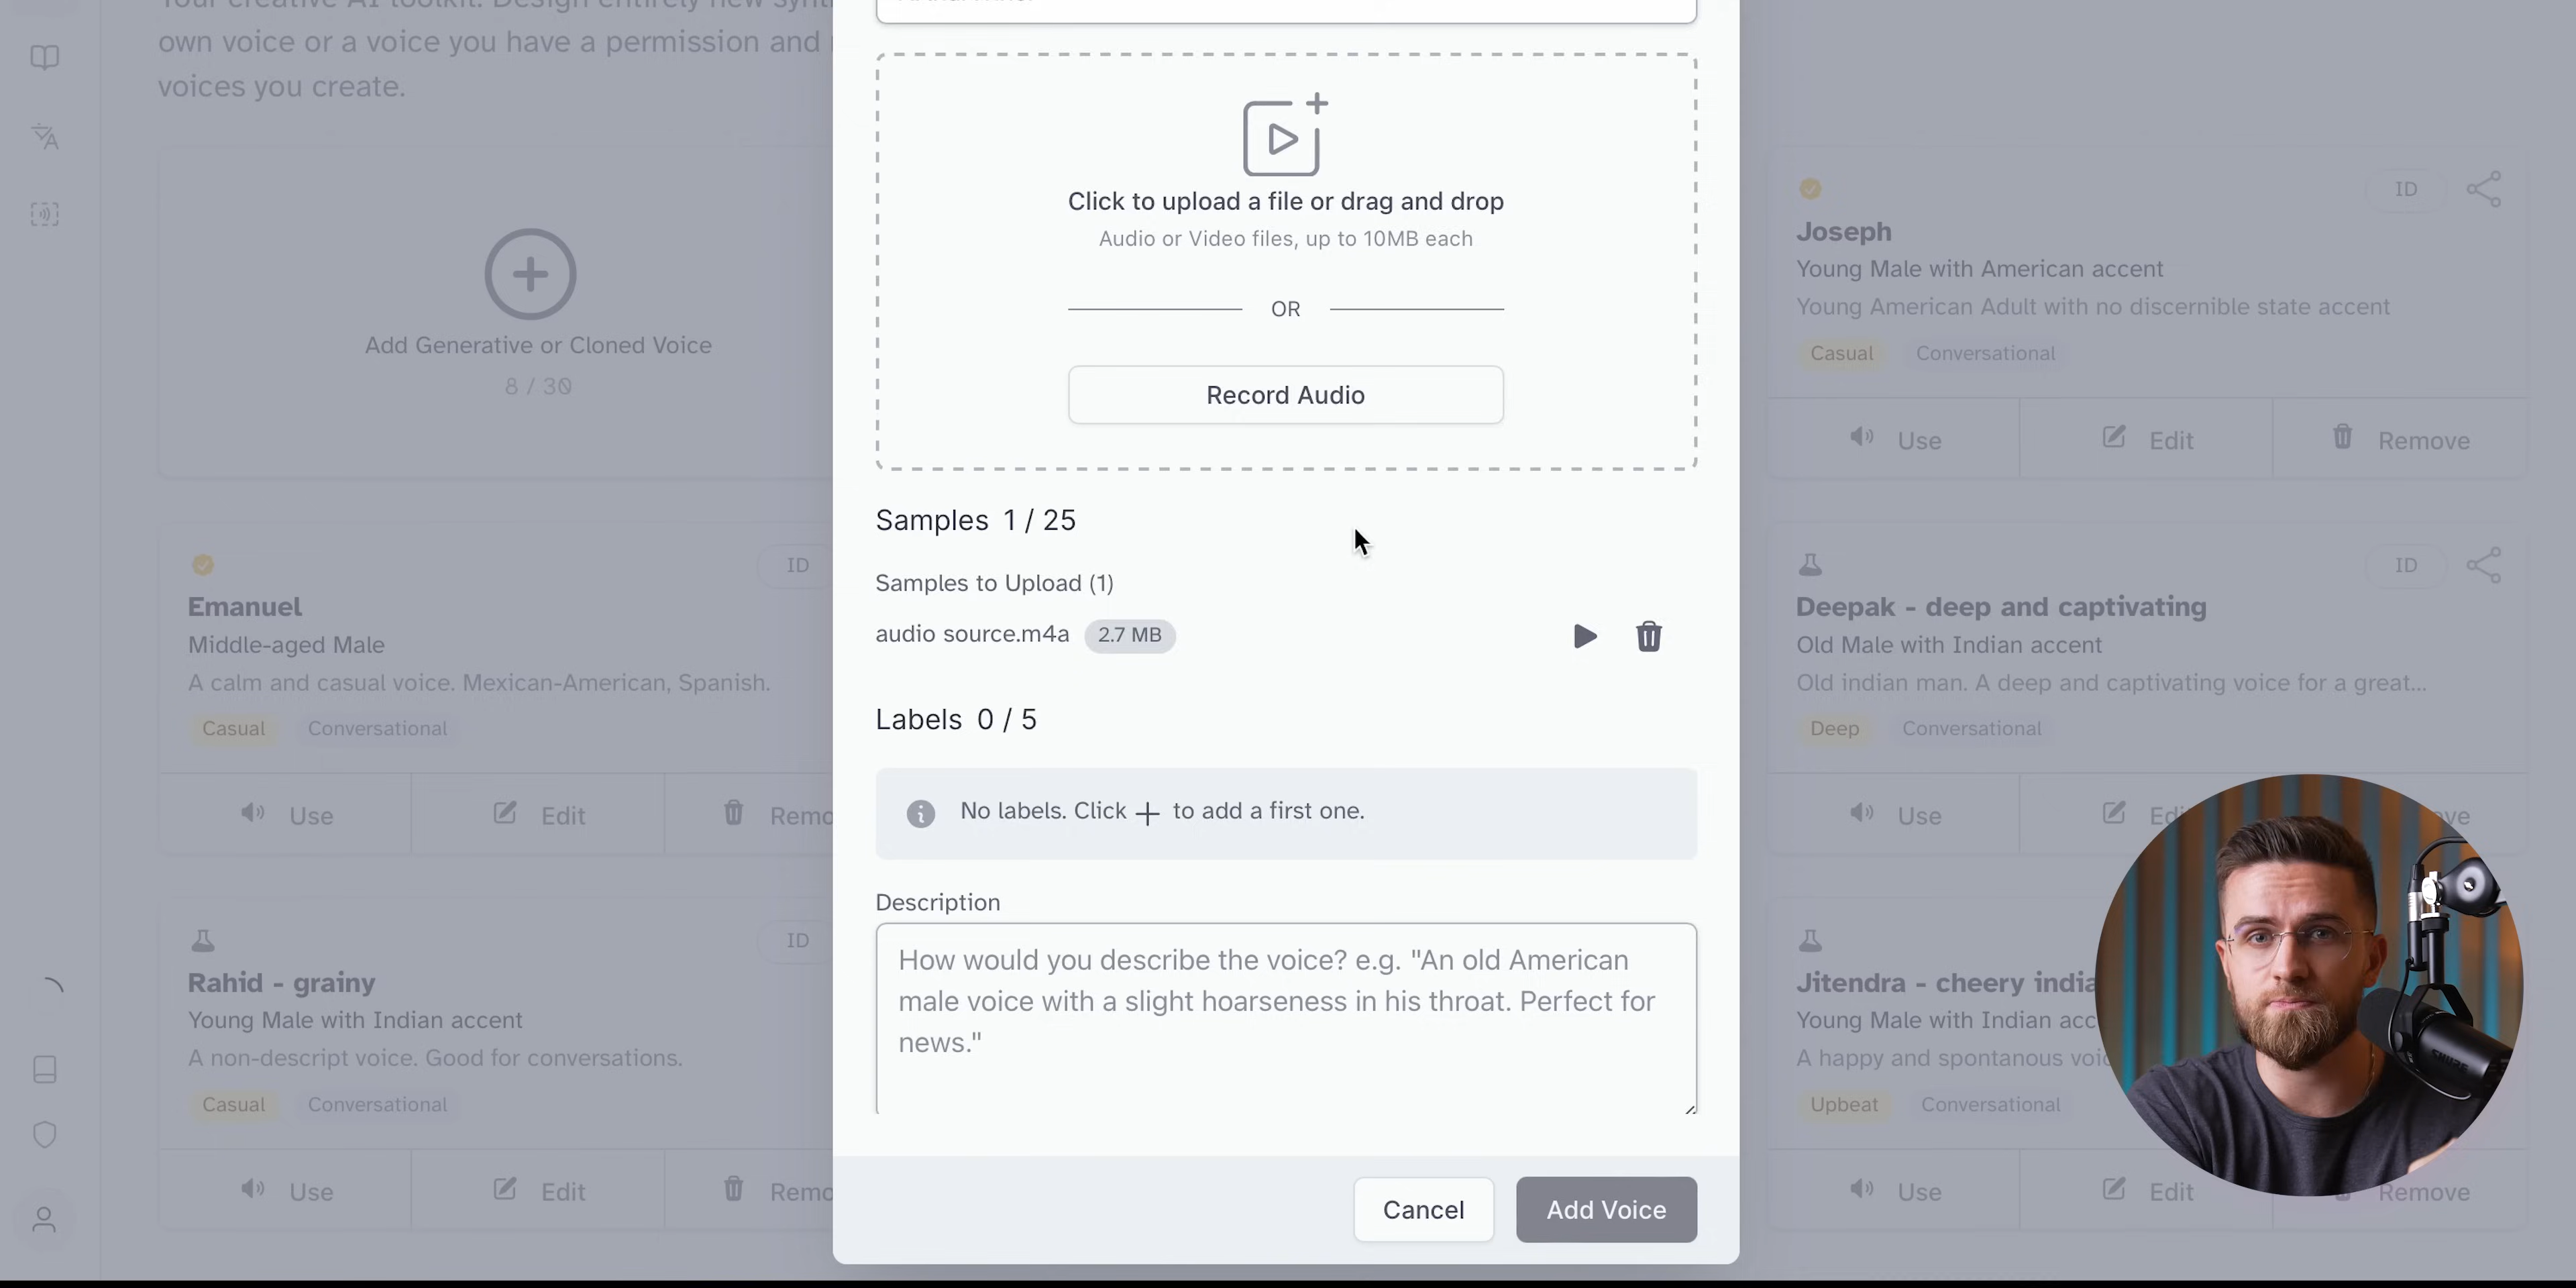 own voice or a voice you have a permission and
voices you create.
Add Generative or Cloned Voice
8 / 30
ID
Emanuel
Middle-aged Male
A calm and casual voice. Mexican-American, Spanish.
Casual
Conversational
Use
Edit
Remo
ID
Rahid - grainy
Young Male with Indian accent
A non-descript voice. Good for conversations.
Casual
Conversational
Use
Edit
Remo
Click to upload a file or drag and drop
Audio or Video files, up to 10MB each
OR
Record Audio
Samples 1 / 25
Samples to Upload (1)
audio source.m4a 2.7 MB
Labels 0 / 5
No labels. Click + to add a first one.
Description
How would you describe the voice? e.g. "An old American
male voice with a slight hoarseness in his throat. Perfect for
news."
Cancel
Add Voice
ID
Joseph
Young Male with American accent
Young American Adult with no discernible state accent
Casual
Conversational
Use
Edit
Remove
ID
Deepak - deep and captivating
Old Male with Indian accent
Old indian man. A deep and captivating voice for a great...
Deep
Conversational
Use
Jitendra - cheery india
Young Male with Indian acc
A happy and spontanous voic
Upbeat
Conversational
Use
Edit
Remove